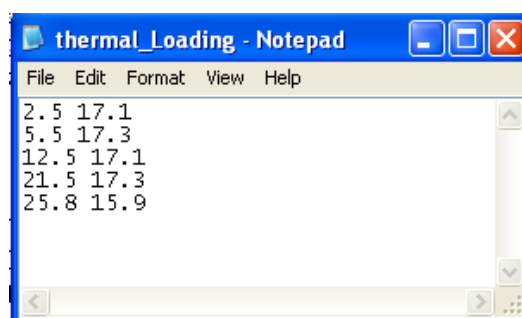 thermal_Loading - Notepad
File Edit Format View Help
2.5 17.1
5.5 17.3
12.5 17.1
21.5 17.3
25.8 15.9